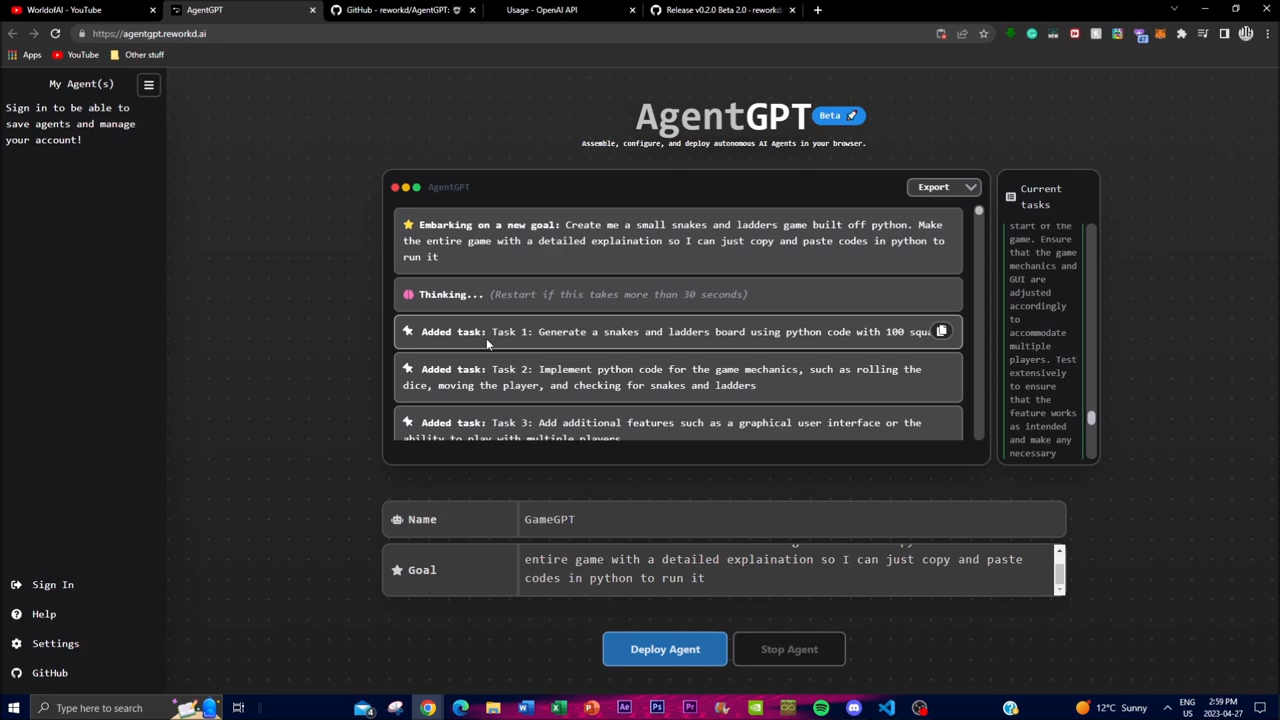 WorldofAI - YouTube
AgentGPT
GitHub - reworkd/AgentGPT:
Usage - OpenAI API
Release v0.2.0 Beta 2.0 · reworkd.
https://agentgpt.reworkd.ai
Apps
YouTube
Other stuff
My Agent(s)
Sign in to be able to
save agents and manage
your account!
AgentGPT
Beta
Assemble, configure, and deploy autonomous AI Agents in your browser.
AgentGPT
Export
Embarking on a new goal: Create me a small snakes and ladders game built off python. Make
the entire game with a detailed explaination so I can just copy and paste codes in python to
run it
Thinking... (Restart if this takes more than 30 seconds)
Added task: Task 1: Generate a snakes and ladders board using python code with 100 squa
Added task: Task 2: Implement python code for the game mechanics, such as rolling the
dice, moving the player, and checking for snakes and ladders
Added task: Task 3: Add additional features such as a graphical user interface or the
ability to play with multiple players
Current
tasks
start of the
game. Ensure
that the game
mechanics and
GUI are
adjusted
accordingly
to
accommodate
multiple
players. Test
extensively
to ensure
that the
feature works
as intended
and make any
necessary
Name
GameGPT
Goal
entire game with a detailed explaination so I can just copy and paste
codes in python to run it
Deploy Agent
Stop Agent
Sign In
Help
Settings
GitHub
Type here to search
12°C Sunny
ENG
US
2:59 PM
2023-04-27